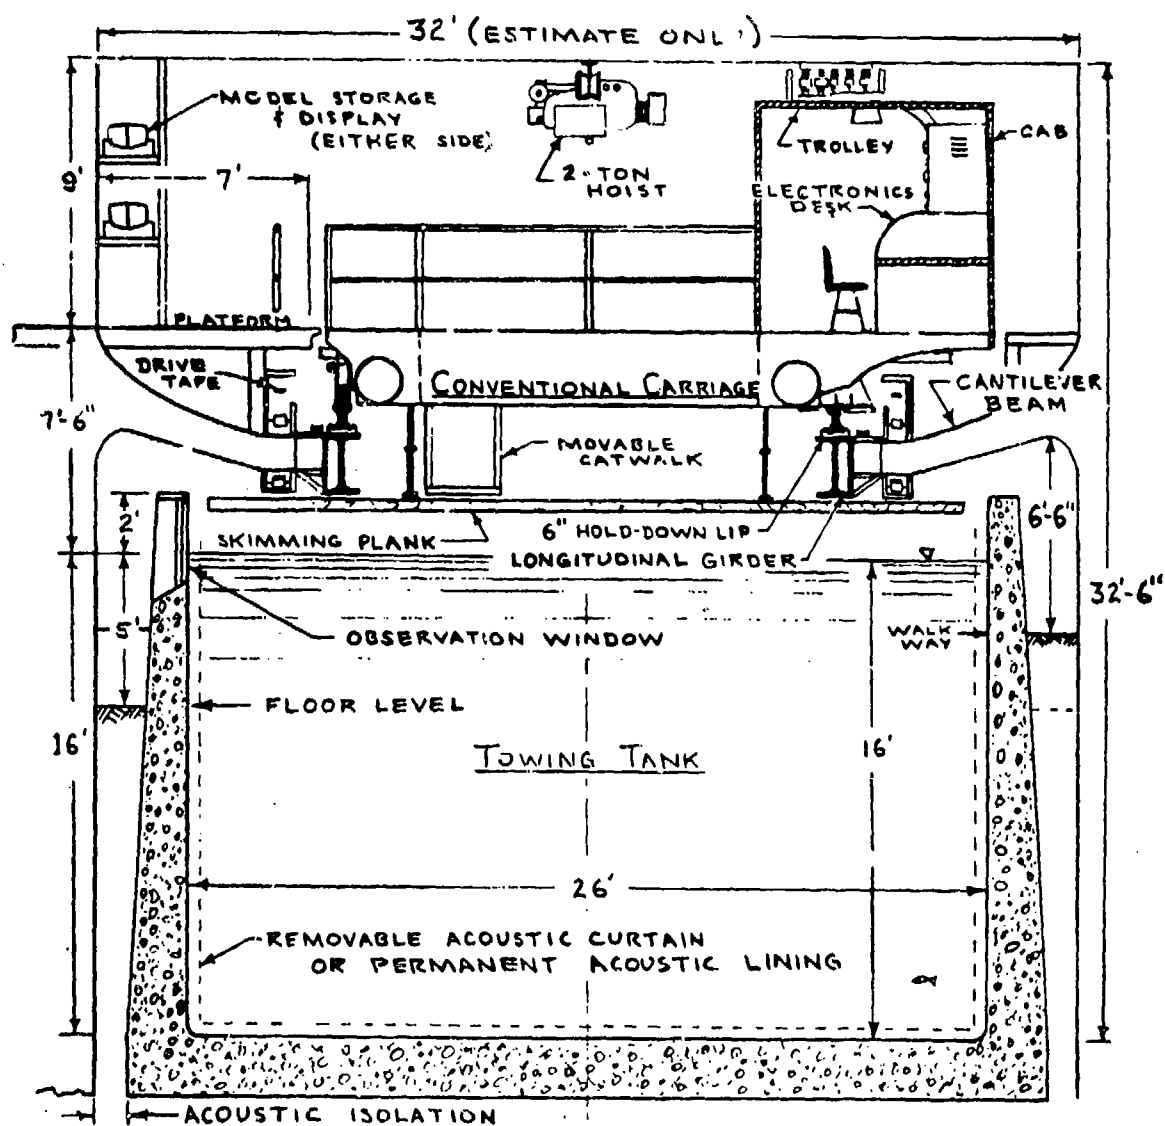 32' (ESTIMATE ONL )
MODEL STORAGE
& DISPLAY
(EITHER SIDE)
9'
7'
2-TON
HOIST
TROLLEY
CAB
ELECTRONICS
DESK
PLATFORM
DRIVE
TAPE
CONVENTIONAL CARRIAGE
CANTILEVER
BEAM
7'-6"
MOVABLE
CATWALK
2'
SKIMMING PLANK
6" HOLD-DOWN LIP
LONGITUDINAL GIRDER
6'-6"
32'-6"
5'
OBSERVATION WINDOW
WALK
WAY
FLOOR LEVEL
16'
TOWING TANK
16'
26'
REMOVABLE ACOUSTIC CURTAIN
OR PERMANENT ACOUSTIC LINING
ACOUSTIC ISOLATION